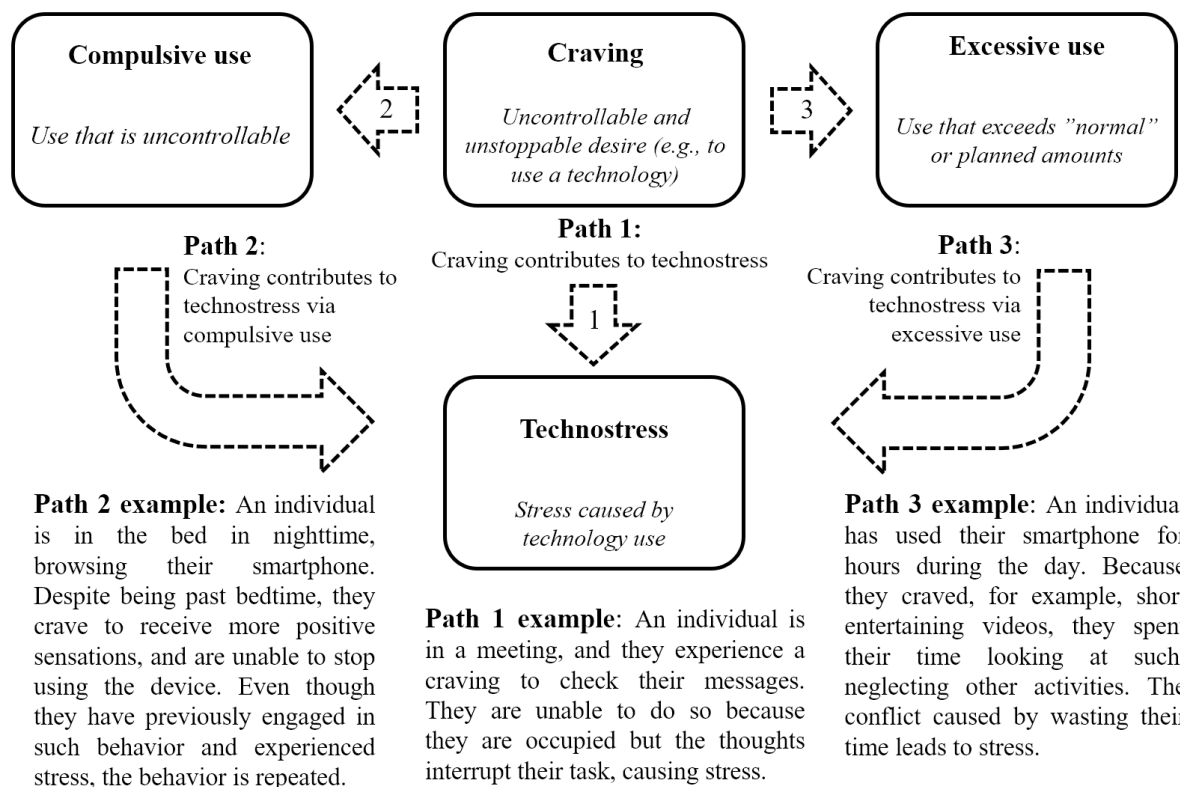 Compulsive use
Use that is uncontrollable
2
Craving
Uncontrollable and
unstoppable desire (e.g., to
use a technology)
3
Excessive use
Use that exceeds ”normal”
or planned amounts
Path 2:
Craving contributes to
technostress via
compulsive use
Path 1:
Craving contributes to technostress
1
Path 3:
Craving contributes to
technostress via
excessive use
Technostress
Stress caused by
technology use
Path 2 example: An individual
is in the bed in nighttime,
browsing their smartphone.
Despite being past bedtime, they
crave to receive more positive
sensations, and are unable to stop
using the device. Even though
they have previously engaged in
such behavior and experienced
stress, the behavior is repeated.
Path 1 example: An individual is
in a meeting, and they experience a
craving to check their messages.
They are unable to do so because
they are occupied but the thoughts
interrupt their task, causing stress.
Path 3 example: An individual
has used their smartphone for
hours during the day. Because
they craved, for example, short
entertaining videos, they spent
their time looking at such,
neglecting other activities. The
conflict caused by wasting their
time leads to stress.